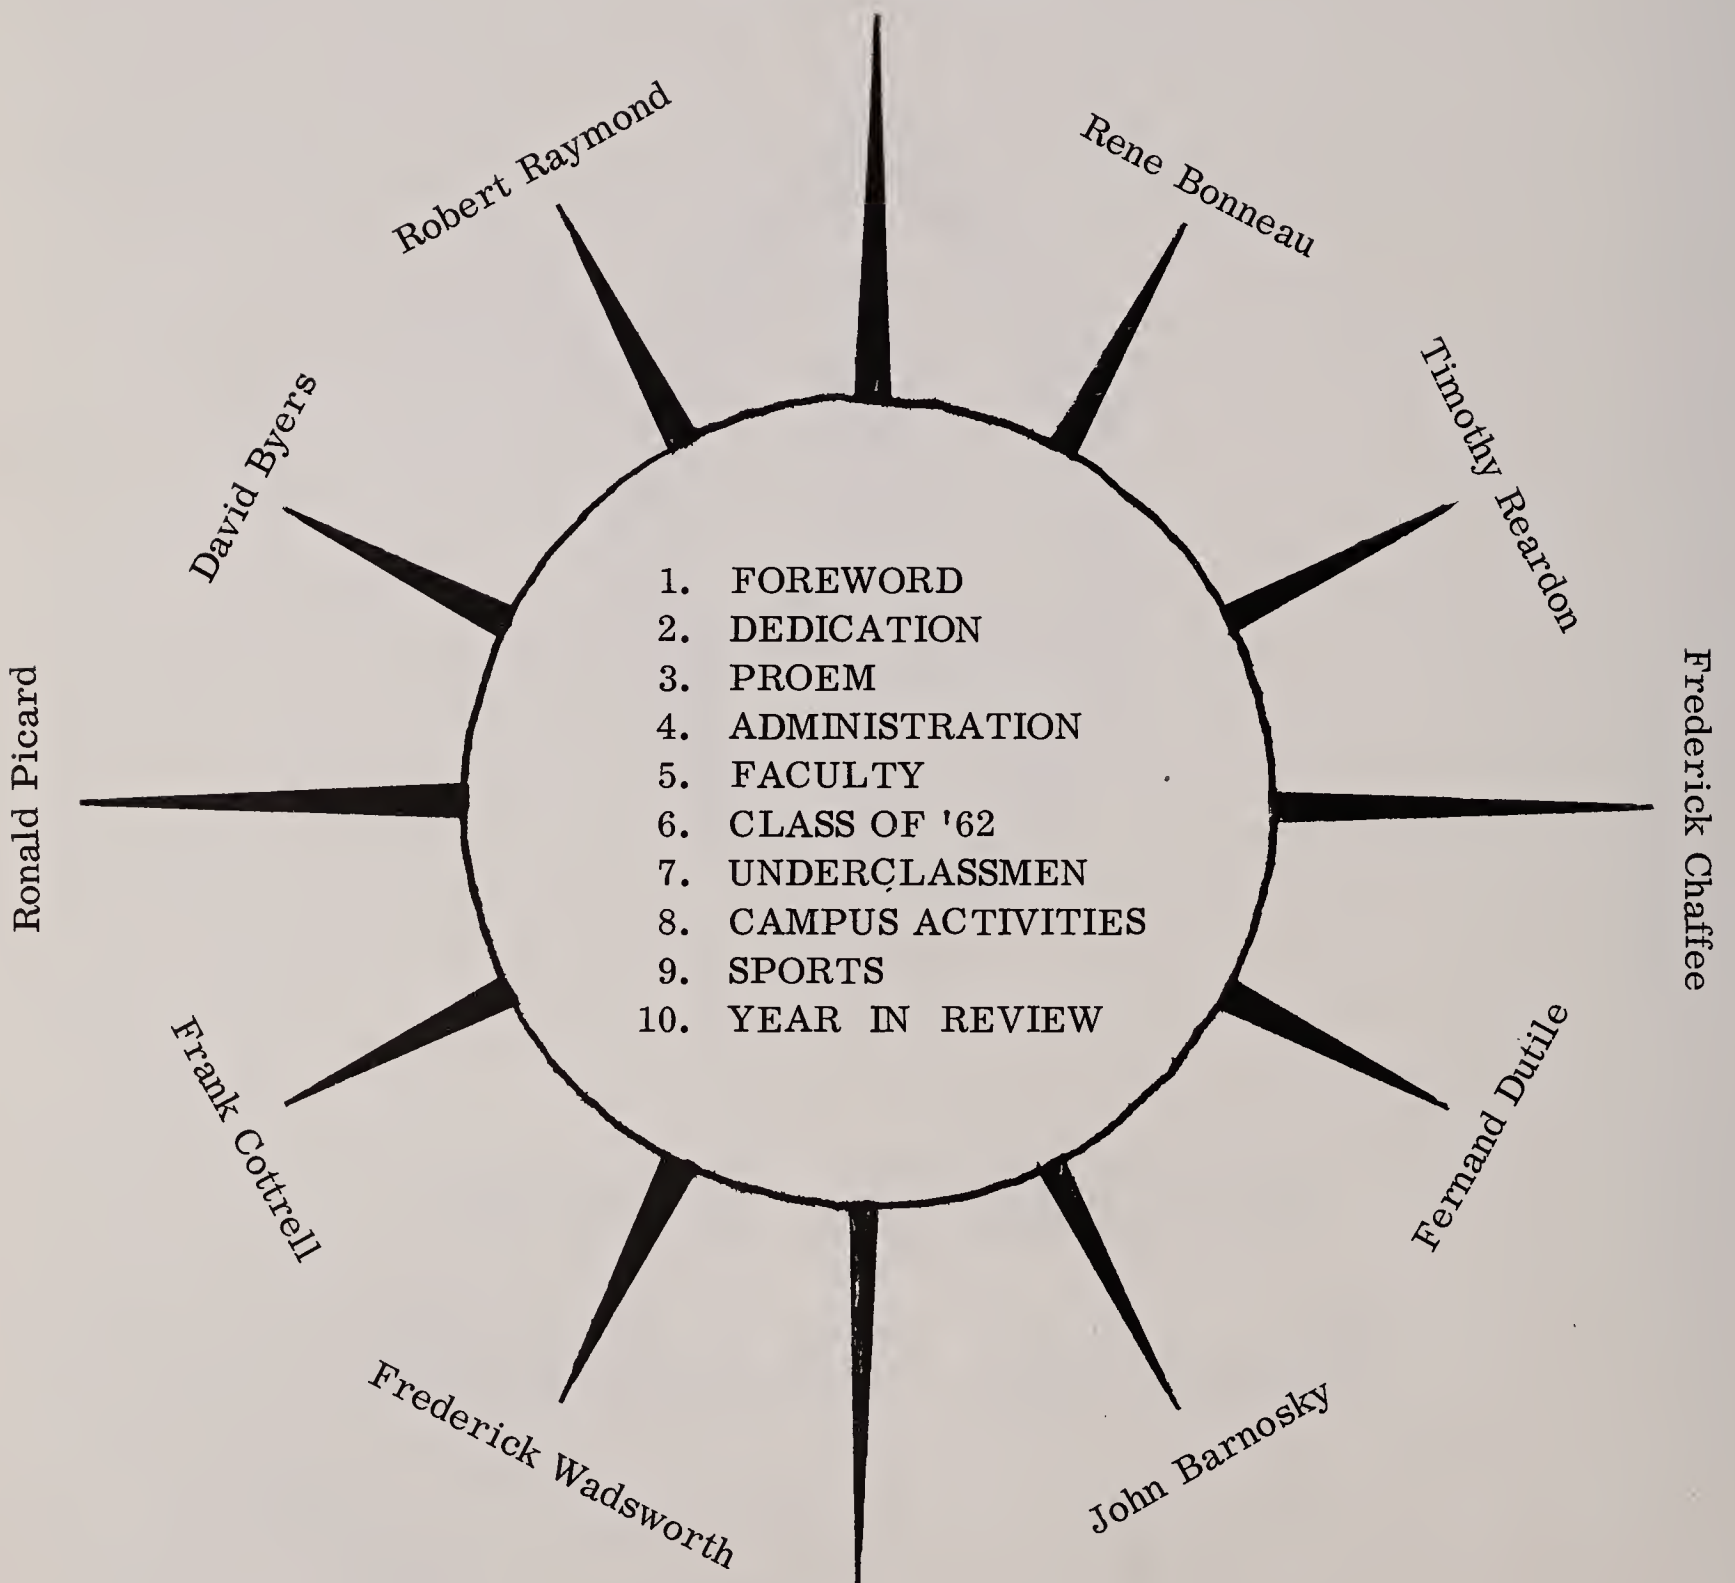 Robert Raymond
Rene Bonneau
David Byers
Timothy Reardon
Ronald Picard
Frederick Chaffee
1. FOREWORD
2. DEDICATION
3. PROEM
4. ADMINISTRATION
5. FACULTY
6. CLASS OF '62
7. UNDERCLASSMEN
8. CAMPUS ACTIVITIES
9. SPORTS
10. YEAR IN REVIEW
Frank Cottrell
Fernand Dutile
Frederick Wadsworth
John Barnosky